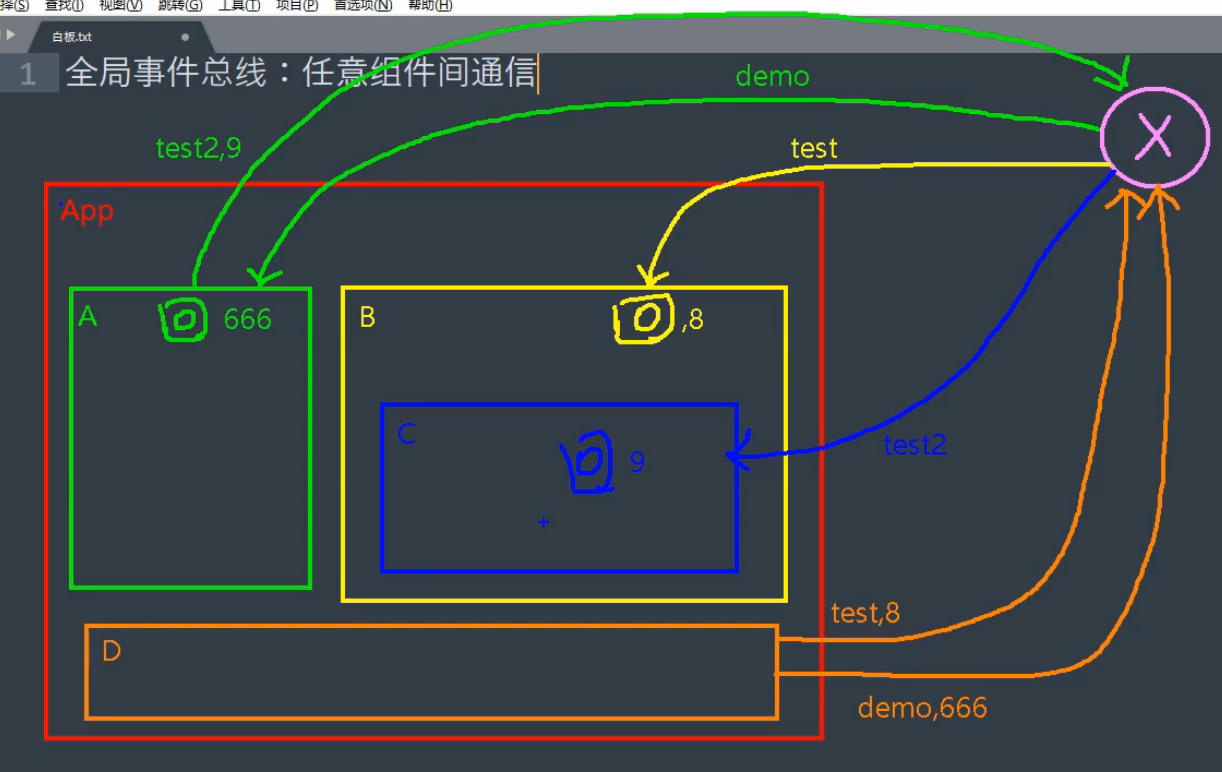 择(S) 查找(I) 视图(V) 跳转(G) 工具(T) 项目(P) 首选项(N) 帮助(H)
白板.txt
1 全局事件总线：任意组件间通信
demo
X
test2,9
test
App
A 666
B ,8
C
9
test2
test,8
D
demo,666